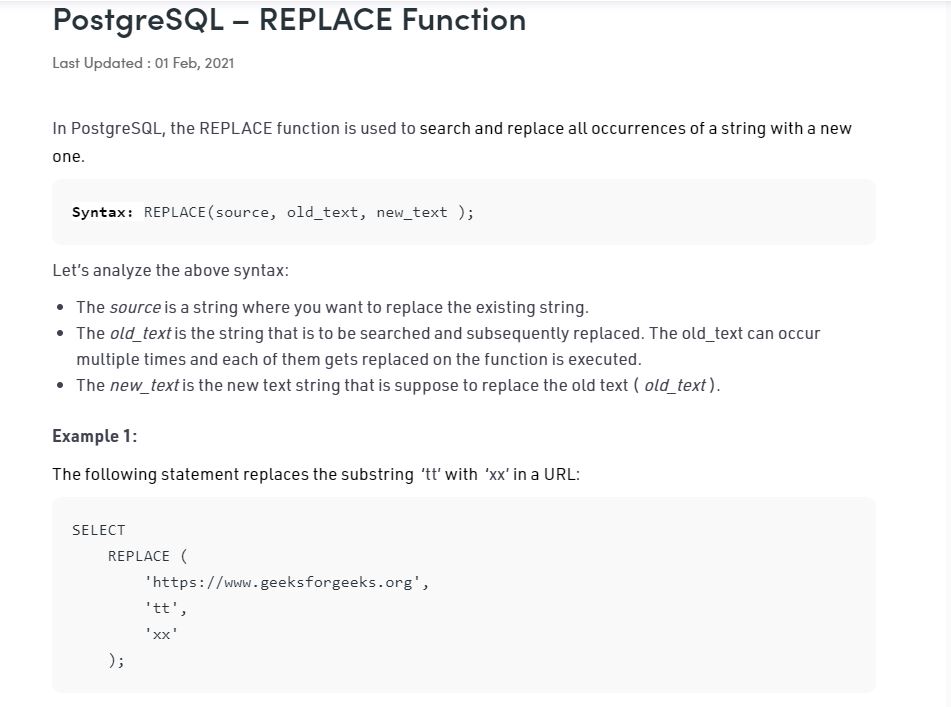 PostgreSQL – REPLACE Function
Last Updated : 01 Feb, 2021
In PostgreSQL, the REPLACE function is used to search and replace all occurrences of a string with a new
one.
Syntax: REPLACE(source, old_text, new_text );
Let's analyze the above syntax:
• The source is a string where you want to replace the existing string.
• The old_text is the string that is to be searched and subsequently replaced. The old_text can occur
multiple times and each of them gets replaced on the function is executed.
• The new_text is the new text string that is suppose to replace the old text ( old_text ).
Example 1:
The following statement replaces the substring 'tt' with 'xx' in a URL:
SELECT
    REPLACE (
        'https://www.geeksforgeeks.org',
        'tt',
        'xx'
    );